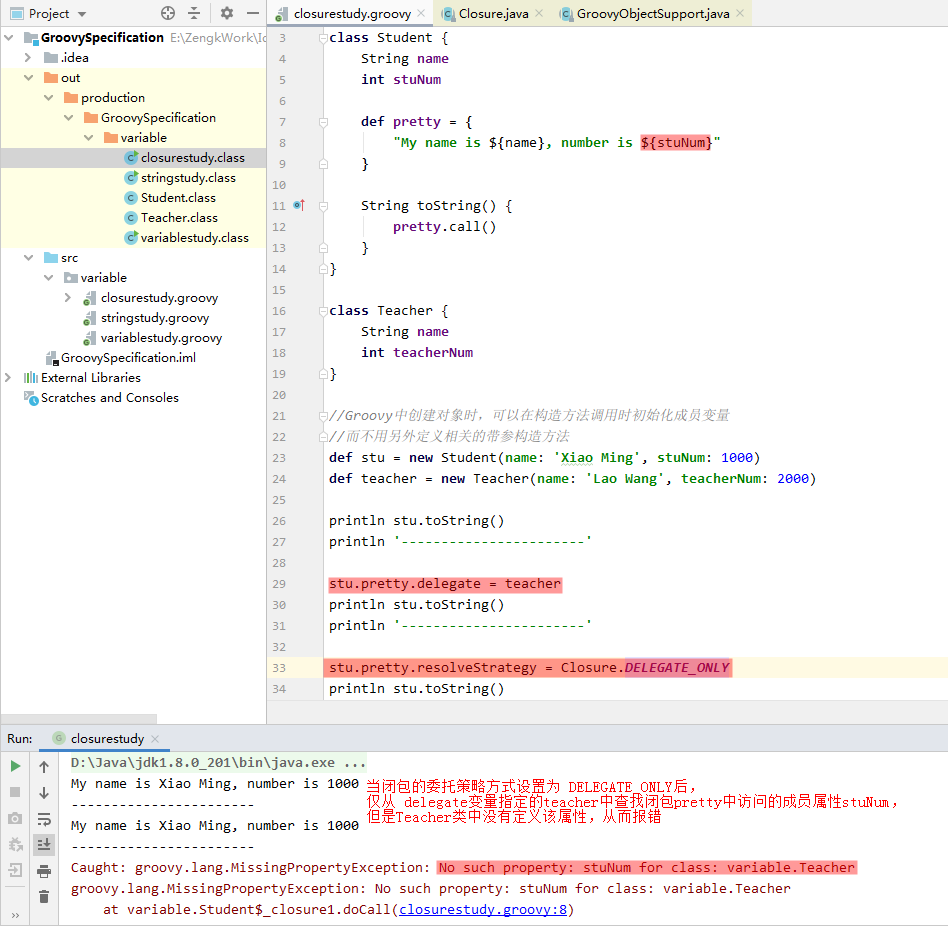 Project
closurestudy.groovy
Closure.java
GroovyObjectSupport.java
GroovySpecification E:\ZengkWork\Id
.idea
out
production
GroovySpecification
variable
closurestudy.class
stringstudy.class
Student.class
Teacher.class
variablestudy.class
src
variable
closurestudy.groovy
stringstudy.groovy
variablestudy.groovy
GroovySpecification.iml
External Libraries
Scratches and Consoles
3 class Student {
4 String name
5 int stuNum
6
7 def pretty = {
8 "My name is ${name}, number is ${stuNum}"
9 }
10
11 String toString() {
12 pretty.call()
13 }
14 }
15
16 class Teacher {
17 String name
18 int teacherNum
19 }
20
21 //Groovy中创建对象时，可以在构造方法调用时初始化成员变量
22 //而不用另外定义相关的带参构造方法
23 def stu = new Student(name: 'Xiao Ming', stuNum: 1000)
24 def teacher = new Teacher(name: 'Lao Wang', teacherNum: 2000)
25
26 println stu.toString()
27 println '-----------------------'
28
29 stu.pretty.delegate = teacher
30 println stu.toString()
31 println '-----------------------'
32
33 stu.pretty.resolveStrategy = Closure.DELEGATE_ONLY
34 println stu.toString()
Run: closurestudy
D:\Java\jdk1.8.0_201\bin\java.exe ...
My name is Xiao Ming, number is 1000
-----------------------
My name is Xiao Ming, number is 1000
-----------------------
当闭包的委托策略方式设置为 DELEGATE_ONLY后，
仅从 delegate变量指定的teacher中查找闭包pretty中访问的成员属性stuNum，
但是Teacher类中没有定义该属性，从而报错
Caught: groovy.lang.MissingPropertyException: No such property: stuNum for class: variable.Teacher
groovy.lang.MissingPropertyException: No such property: stuNum for class: variable.Teacher
at variable.Student$_closure1.doCall(closurestudy.groovy:8)